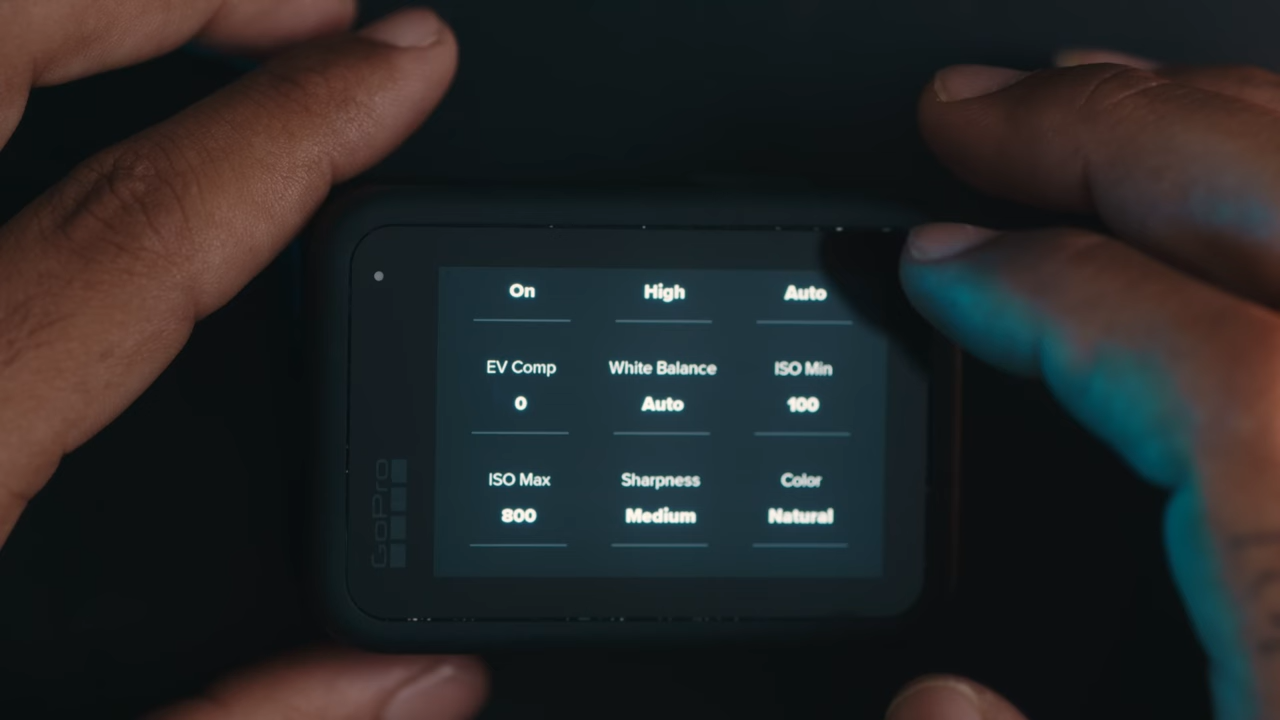 On High Auto
EV Comp White Balance ISO Min
0 Auto 100
ISO Max Sharpness Color
800 Medium Natural
GoPro